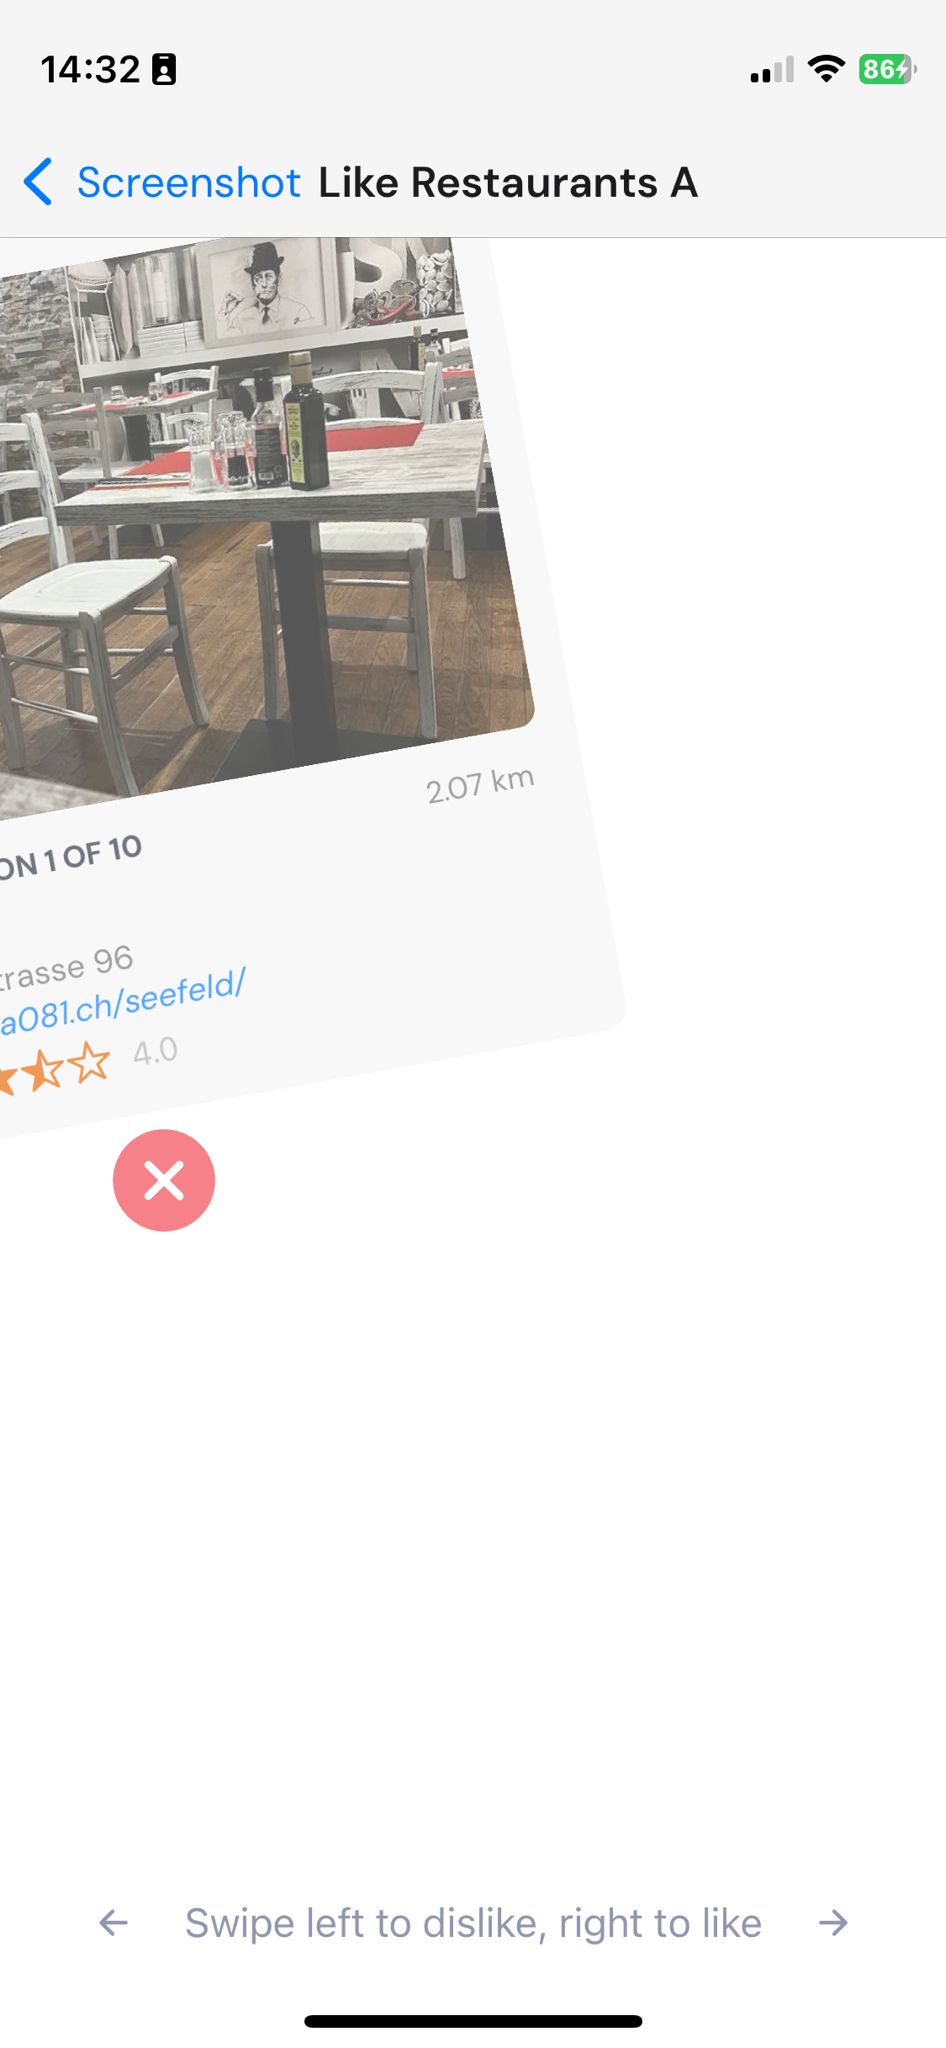 14:32
86
Screenshot Like Restaurants A
2.07 km
ON 1 OF 10
trasse 96
a081.ch/seefeld/
4.0
← Swipe left to dislike, right to like →